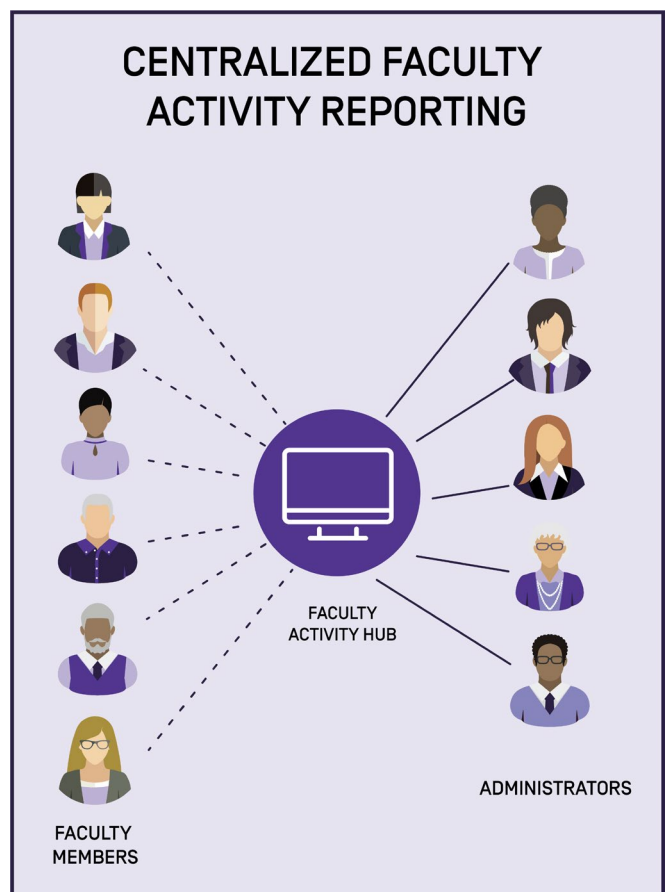 CENTRALIZED FACULTY
ACTIVITY REPORTING
FACULTY
ACTIVITY HUB
ADMINISTRATORS
FACULTY
MEMBERS